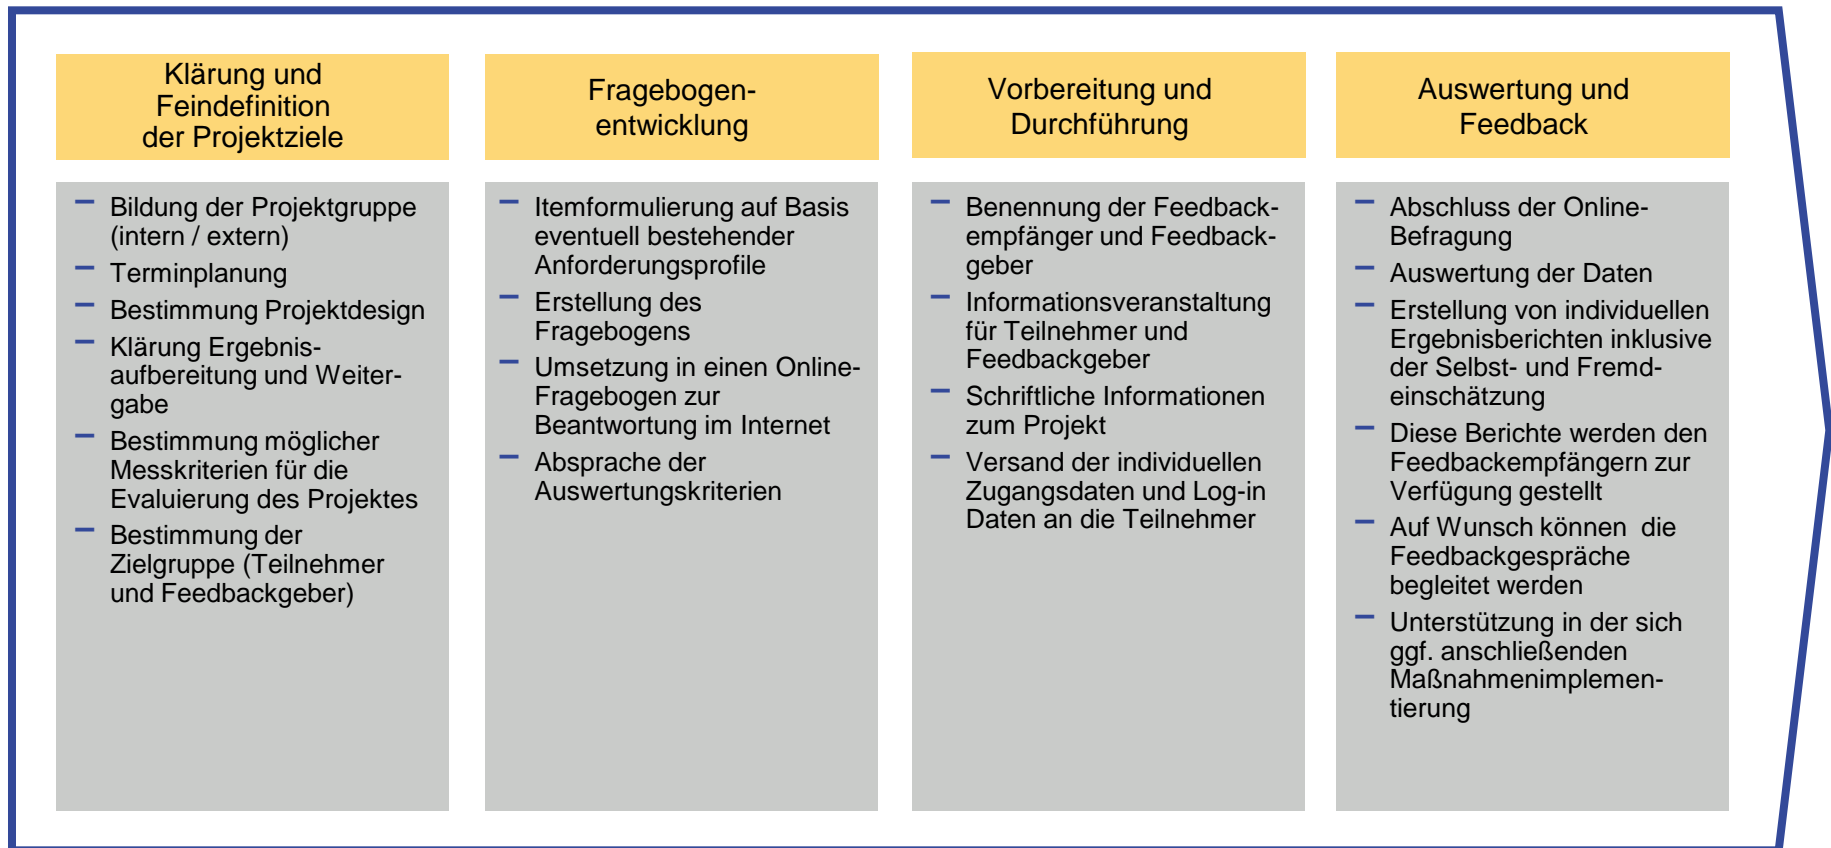 Klärung und
Feindefinition
der Projektziele
– Bildung der Projektgruppe
(intern / extern)
– Terminplanung
– Bestimmung Projektdesign
– Klärung Ergebnis-
aufbereitung und Weiter-
gabe
– Bestimmung möglicher
Messkriterien für die
Evaluierung des Projektes
– Bestimmung der
Zielgruppe (Teilnehmer
und Feedbackgeber)
Fragebogen-
entwicklung
– Itemformulierung auf Basis
eventuell bestehender
Anforderungsprofile
– Erstellung des
Fragebogens
– Umsetzung in einen Online-
Fragebogen zur
Beantwortung im Internet
– Absprache der
Auswertungskriterien
Vorbereitung und
Durchführung
– Benennung der Feedback-
empfänger und Feedback-
geber
– Informationsveranstaltung
für Teilnehmer und
Feedbackgeber
– Schriftliche Informationen
zum Projekt
– Versand der individuellen
Zugangsdaten und Log-in
Daten an die Teilnehmer
Auswertung und
Feedback
– Abschluss der Online-
Befragung
– Auswertung der Daten
– Erstellung von individuellen
Ergebnisberichten inklusive
der Selbst- und Fremd-
einschätzung
– Diese Berichte werden den
Feedbackempfängern zur
Verfügung gestellt
– Auf Wunsch können  die
Feedbackgespräche
begleitet werden
– Unterstützung in der sich
ggf. anschließenden
Maßnahmenimplemen-
tierung